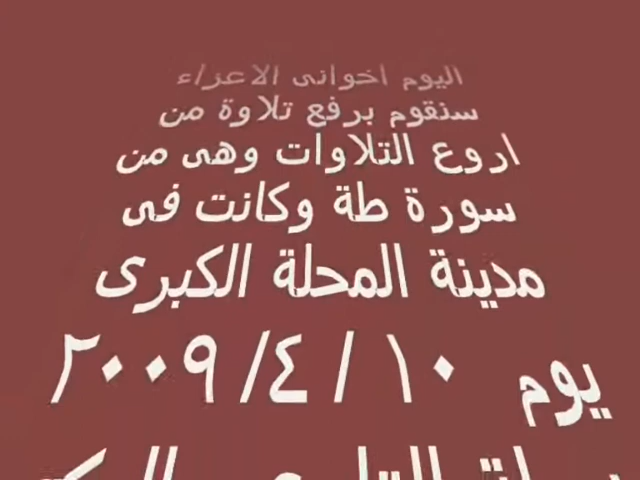 اليوم اخوانى الاعزاء
سنقوم برفع تلاوة من
اروع التلاوات وهى من
سورة طة وكانت فى
مدينة المحلة الكبرى
يوم ١٠ / ٤ / ٢٠٠٩